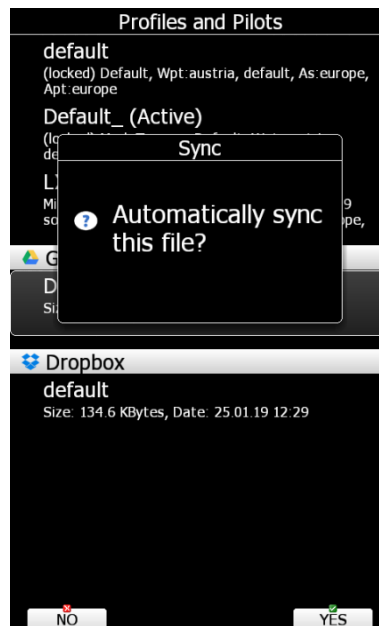 Profiles and Pilots
default
(locked) Default, Wpt:austria, default, As:europe,
Apt:europe
Default_ (Active)
Sync
Automatically sync
this file?
Dropbox
default
Size: 134.6 KBytes, Date: 25.01.19 12:29
NO
YES